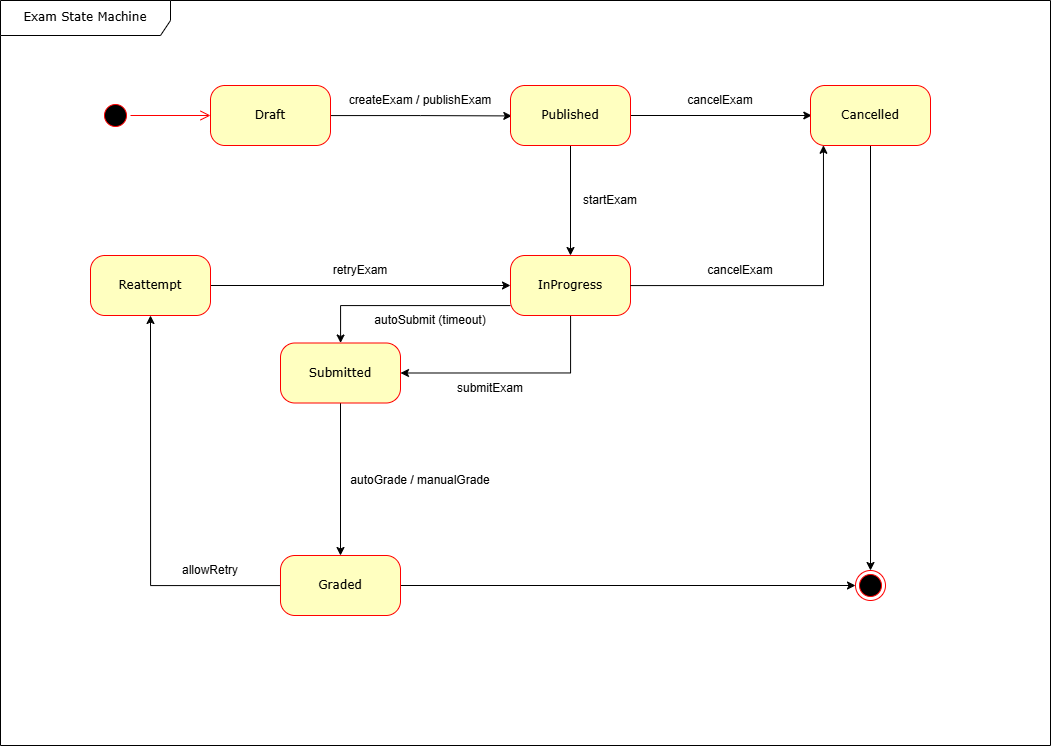 Exam State Machine
Draft
createExam / publishExam
Published
cancelExam
Cancelled
startExam
Reattempt
retryExam
InProgress
cancelExam
autoSubmit (timeout)
Submitted
submitExam
autoGrade / manualGrade
allowRetry
Graded